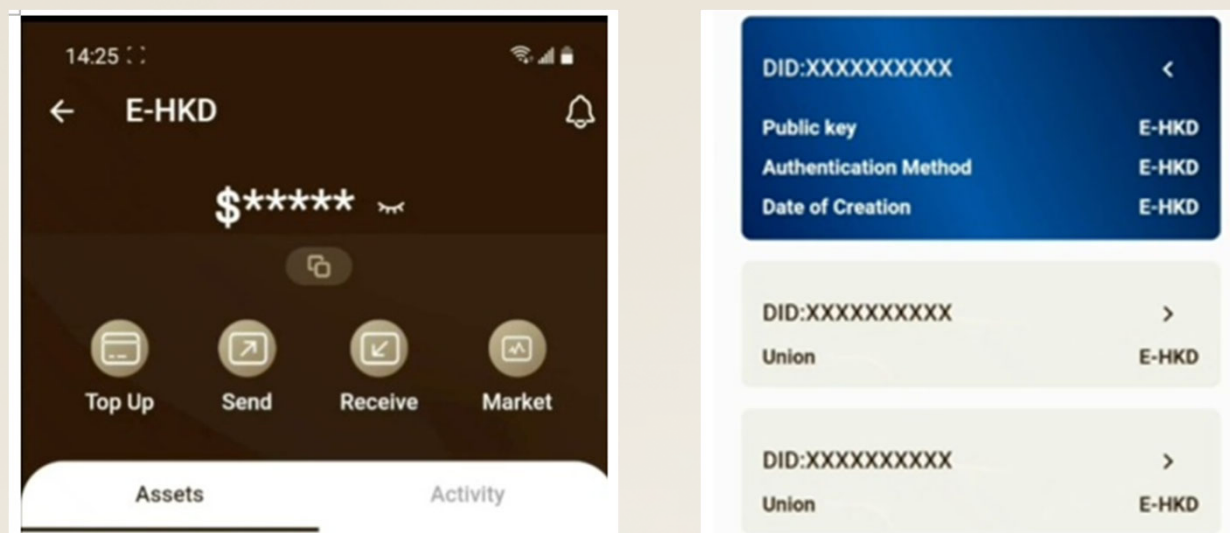 14:25
E-HKD
$*****
Top Up Send Receive Market
Assets Activity
DID:XXXXXXXXXX
Public key E-HKD
Authentication Method E-HKD
Date of Creation E-HKD
DID:XXXXXXXXXX
Union E-HKD
DID:XXXXXXXXXX
Union E-HKD